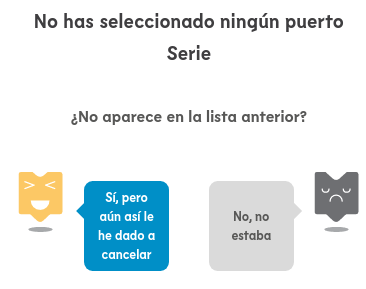 No has seleccionado ningún puerto
Serie
¿No aparece en la lista anterior?
Sí, pero
aún así le
he dado a
cancelar
No, no
estaba